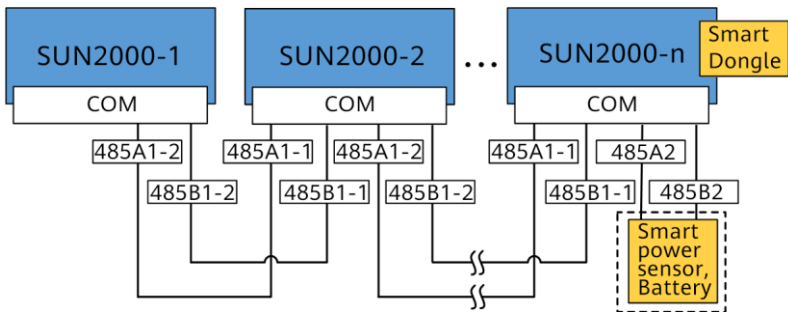 SUN2000-1
SUN2000-2
...
SUN2000-n
Smart
Dongle
COM
COM
COM
485A1-2
485A1-1
485A1-2
485A1-1
485A2
485B1-2
485B1-1
485B1-2
485B1-1
485B2
Smart
power
sensor,
Battery